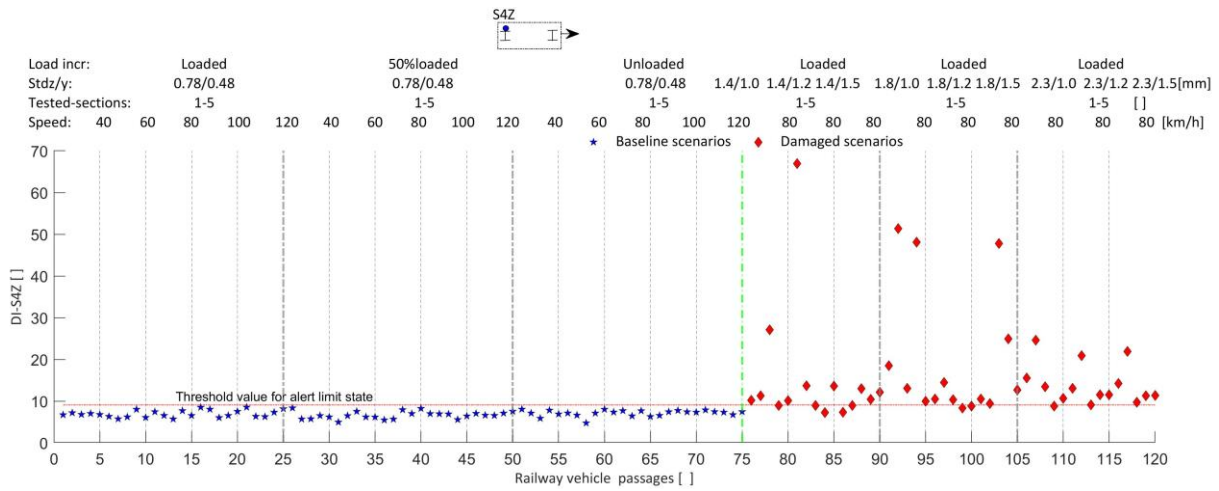 S4Z
Load incr: Loaded 50%loaded Unloaded Loaded Loaded Loaded
Stdz/y: 0.78/0.48 0.78/0.48 0.78/0.48 1.4/1.0 1.4/1.2 1.4/1.5 1.8/1.0 1.8/1.2 1.8/1.5 2.3/1.0 2.3/1.2 2.3/1.5[mm]
Tested-sections: 1-5 1-5 1-5 1-5 1-5 1-5 [ ]
Speed: 40 60 80 100 120 40 60 80 100 120 40 60 80 100 120 80 80 80 80 80 80 80 80 80 [km/h]
Baseline scenarios Damaged scenarios
70
60
50
40
30
20
10
0
DI-S4Z [ ]
Threshold value for alert limit state
0 5 10 15 20 25 30 35 40 45 50 55 60 65 70 75 80 85 90 95 100 105 110 115 120
Railway vehicle passages [ ]